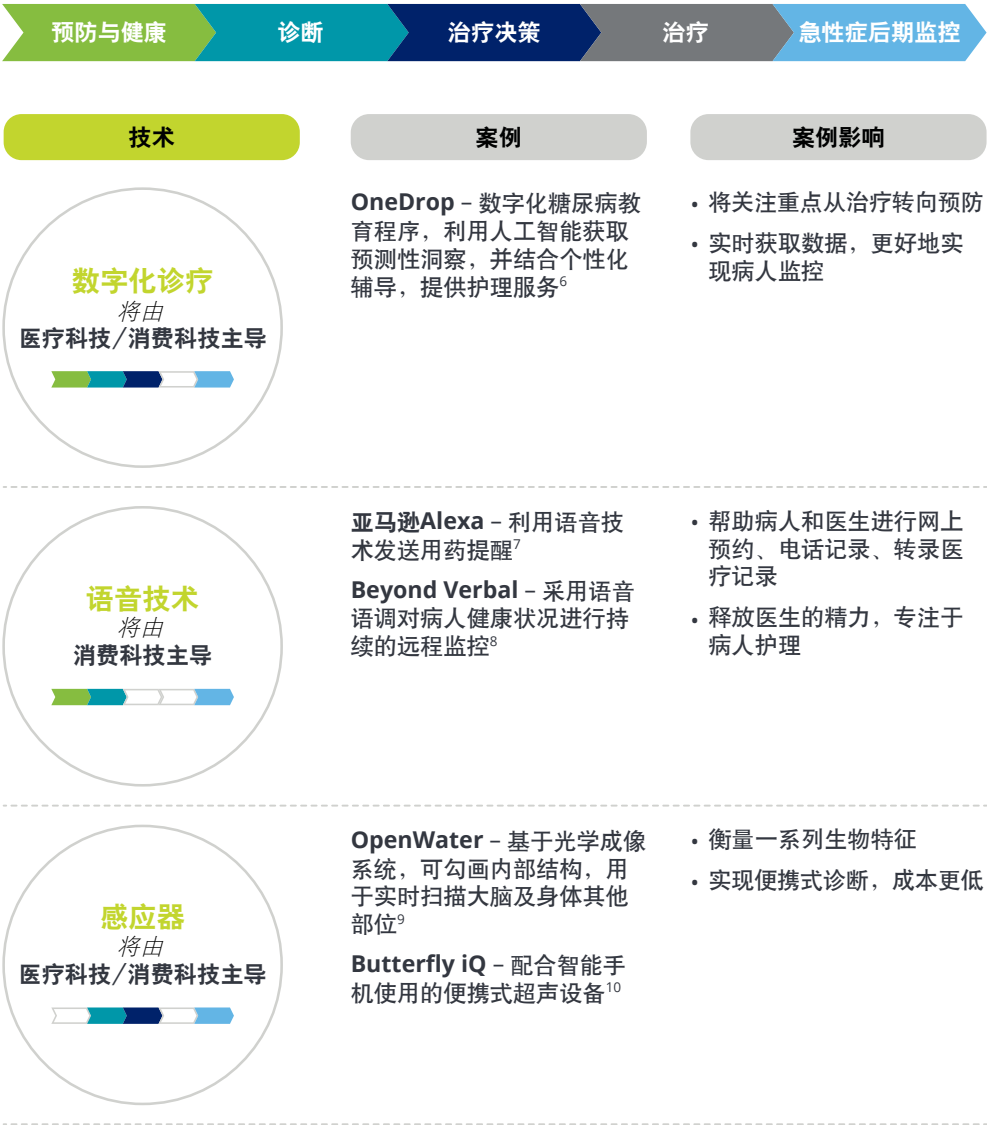 预防与健康
诊断
治疗决策
治疗
急性症后期监控
技术
案例
案例影响
数字化诊疗
将由
医疗科技/消费科技主导
OneDrop – 数字化糖尿病教
育程序，利用人工智能获取
预测性洞察，并结合个性化
辅导，提供护理服务6
• 将关注重点从治疗转向预防
• 实时获取数据，更好地实
现病人监控
语音技术
将由
消费科技主导
亚马逊Alexa – 利用语音技
术发送用药提醒7
Beyond Verbal – 采用语音
语调对病人健康状况进行持
续的远程监控8
• 帮助病人和医生进行网上
预约、电话记录、转录医
疗记录
• 释放医生的精力，专注于
病人护理
感应器
将由
医疗科技/消费科技主导
OpenWater – 基于光学成像
系统，可勾画内部结构，用
于实时扫描大脑及身体其他
部位9
Butterfly iQ – 配合智能手
机使用的便携式超声设备10
• 衡量一系列生物特征
• 实现便携式诊断，成本更低